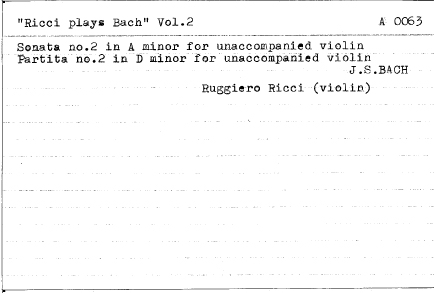 "Ricci plays Bach" Vol.2 A 0063
Sonata no.2 in A minor for unaccompanied violin
Partita no.2 in D minor for unaccompanied violin
J.S.BACH
Ruggiero Ricci (violin)